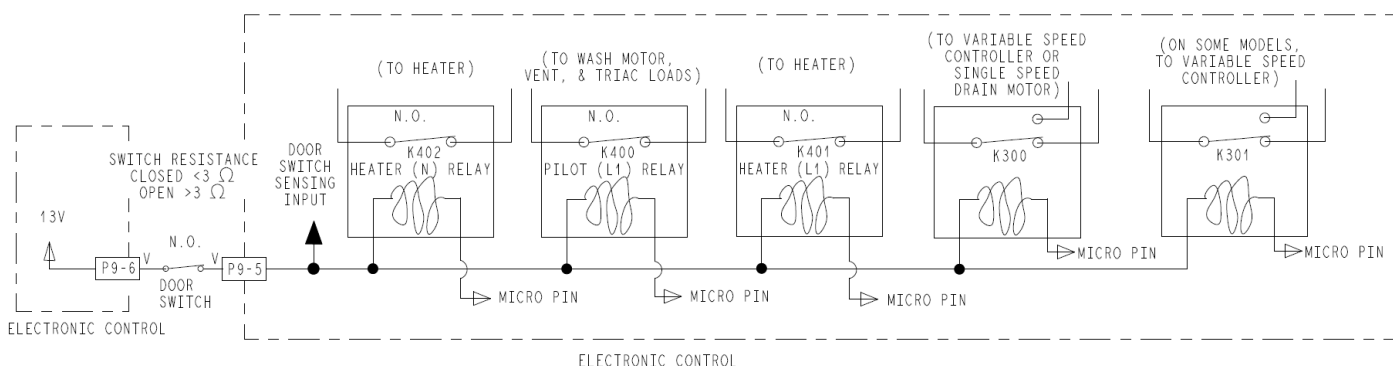 (TO HEATER)
(TO WASH MOTOR,
VENT, & TRIAC LOADS)
(TO HEATER)
(TO VARIABLE SPEED
CONTROLLER OR
SINGLE SPEED
DRAIN MOTOR)
(ON SOME MODELS,
TO VARIABLE SPEED
CONTROLLER)
N.O.
N.O.
N.O.
SWITCH RESISTANCE
CLOSED <3 Ω
OPEN >3 Ω
DOOR
SWITCH
SENSING
INPUT
K402
HEATER (N) RELAY
K400
PILOT (L1) RELAY
K401
HEATER (L1) RELAY
K300
K301
13V
N.O.
P9-6
V
V
P9-5
DOOR
SWITCH
MICRO PIN
MICRO PIN
MICRO PIN
MICRO PIN
MICRO PIN
ELECTRONIC CONTROL
ELECTRONIC CONTROL